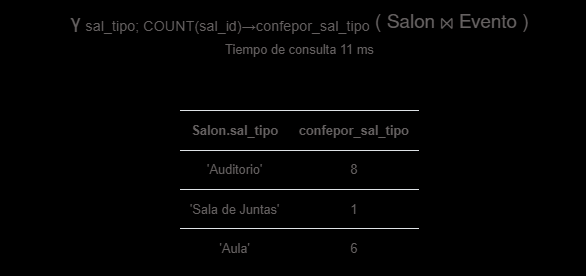 γ sal_tipo; COUNT(sal_id)→confepor_sal_tipo ( Salon ⋈ Evento )
Tiempo de consulta 11 ms
Salon.sal_tipo confepor_sal_tipo
'Auditorio' 8
'Sala de Juntas' 1
'Aula' 6